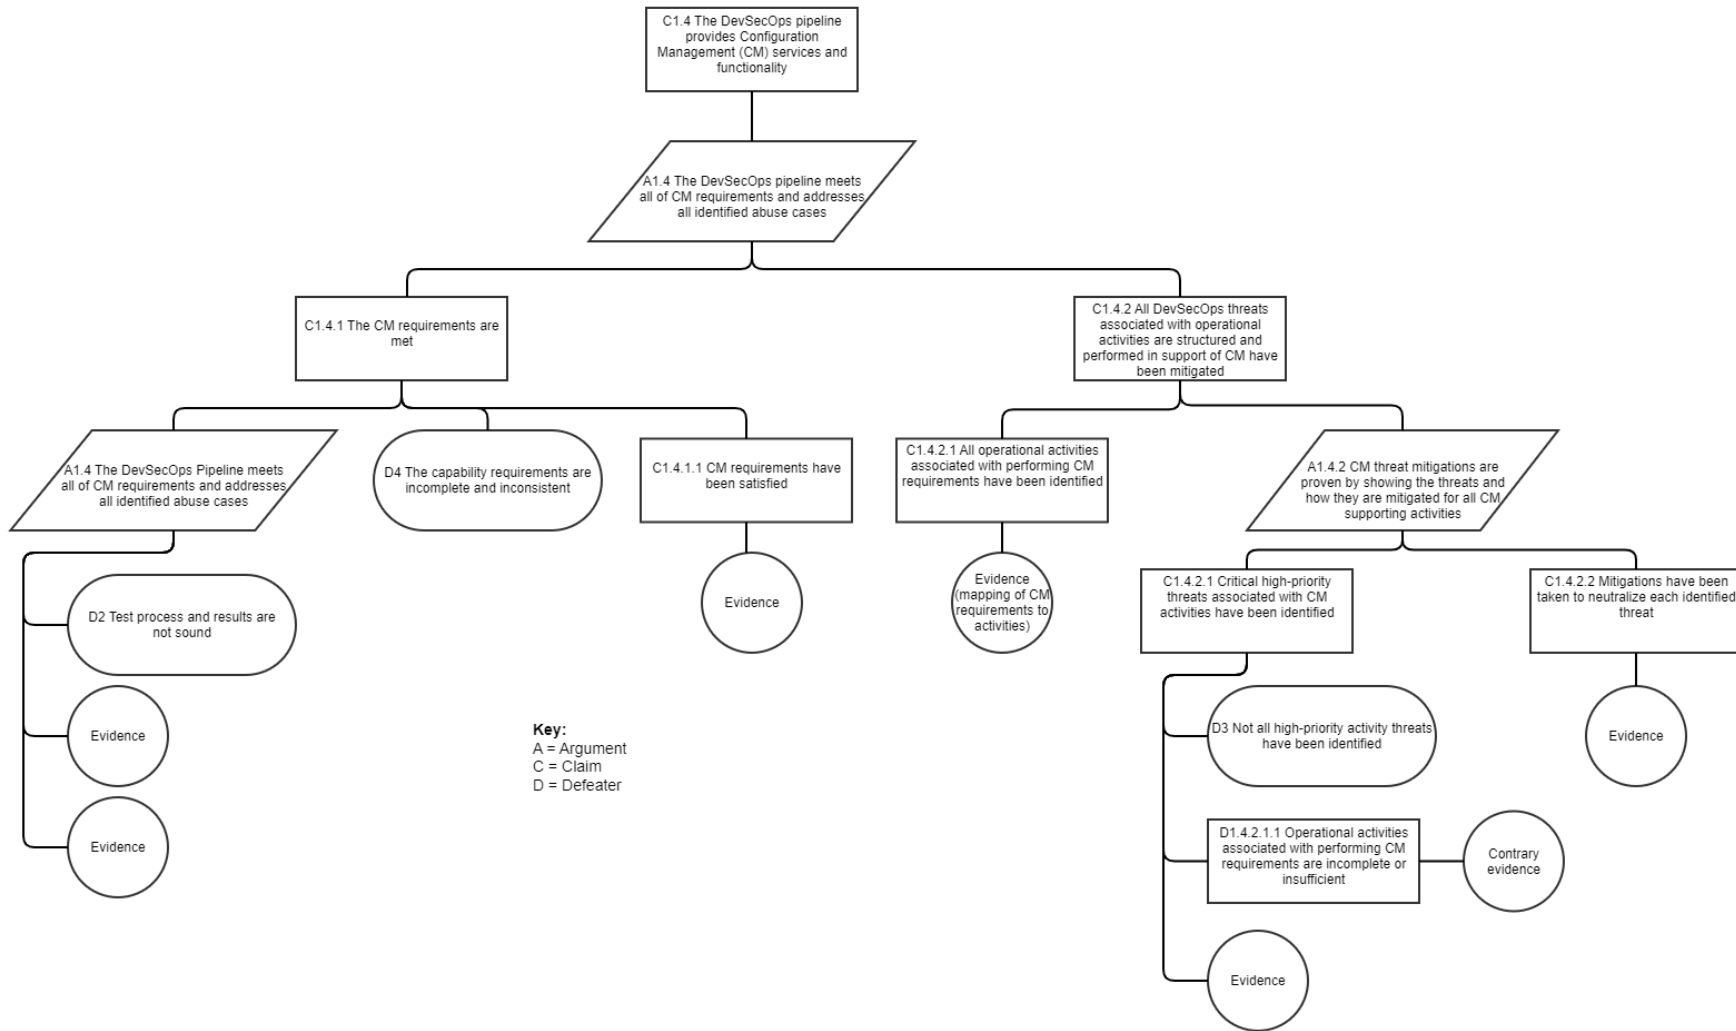 C1.4 The DevSecOps pipeline
provides Configuration
Management (CM) services and
functionality
A1.4 The DevSecOps pipeline meets
all of CM requirements and addresses
all identified abuse cases
C1.4.1 The CM requirements are
met
C1.4.2 All DevSecOps threats
associated with operational
activities are structured and
performed in support of CM have
been mitigated
A1.4 The DevSecOps Pipeline meets
all of CM requirements and addresses
all identified abuse cases
D4 The capability requirements are
incomplete and inconsistent
C1.4.1.1 CM requirements have
been satisfied
C1.4.2.1 All operational activities
associated with performing CM
requirements have been identified
A1.4.2 CM threat mitigations are
proven by showing the threats and
how they are mitigated for all CM
supporting activities
D2 Test process and results are
not sound
Evidence
Evidence
Evidence
Evidence
(mapping of CM
requirements to
activities)
C1.4.2.1 Critical high-priority
threats associated with CM
activities have been identified
C1.4.2.2 Mitigations have been
taken to neutralize each identified
threat
D3 Not all high-priority activity threats
have been identified
Evidence
D1.4.2.1.1 Operational activities
associated with performing CM
requirements are incomplete or
insufficient
Contrary
evidence
Evidence
Key:
A = Argument
C = Claim
D = Defeater